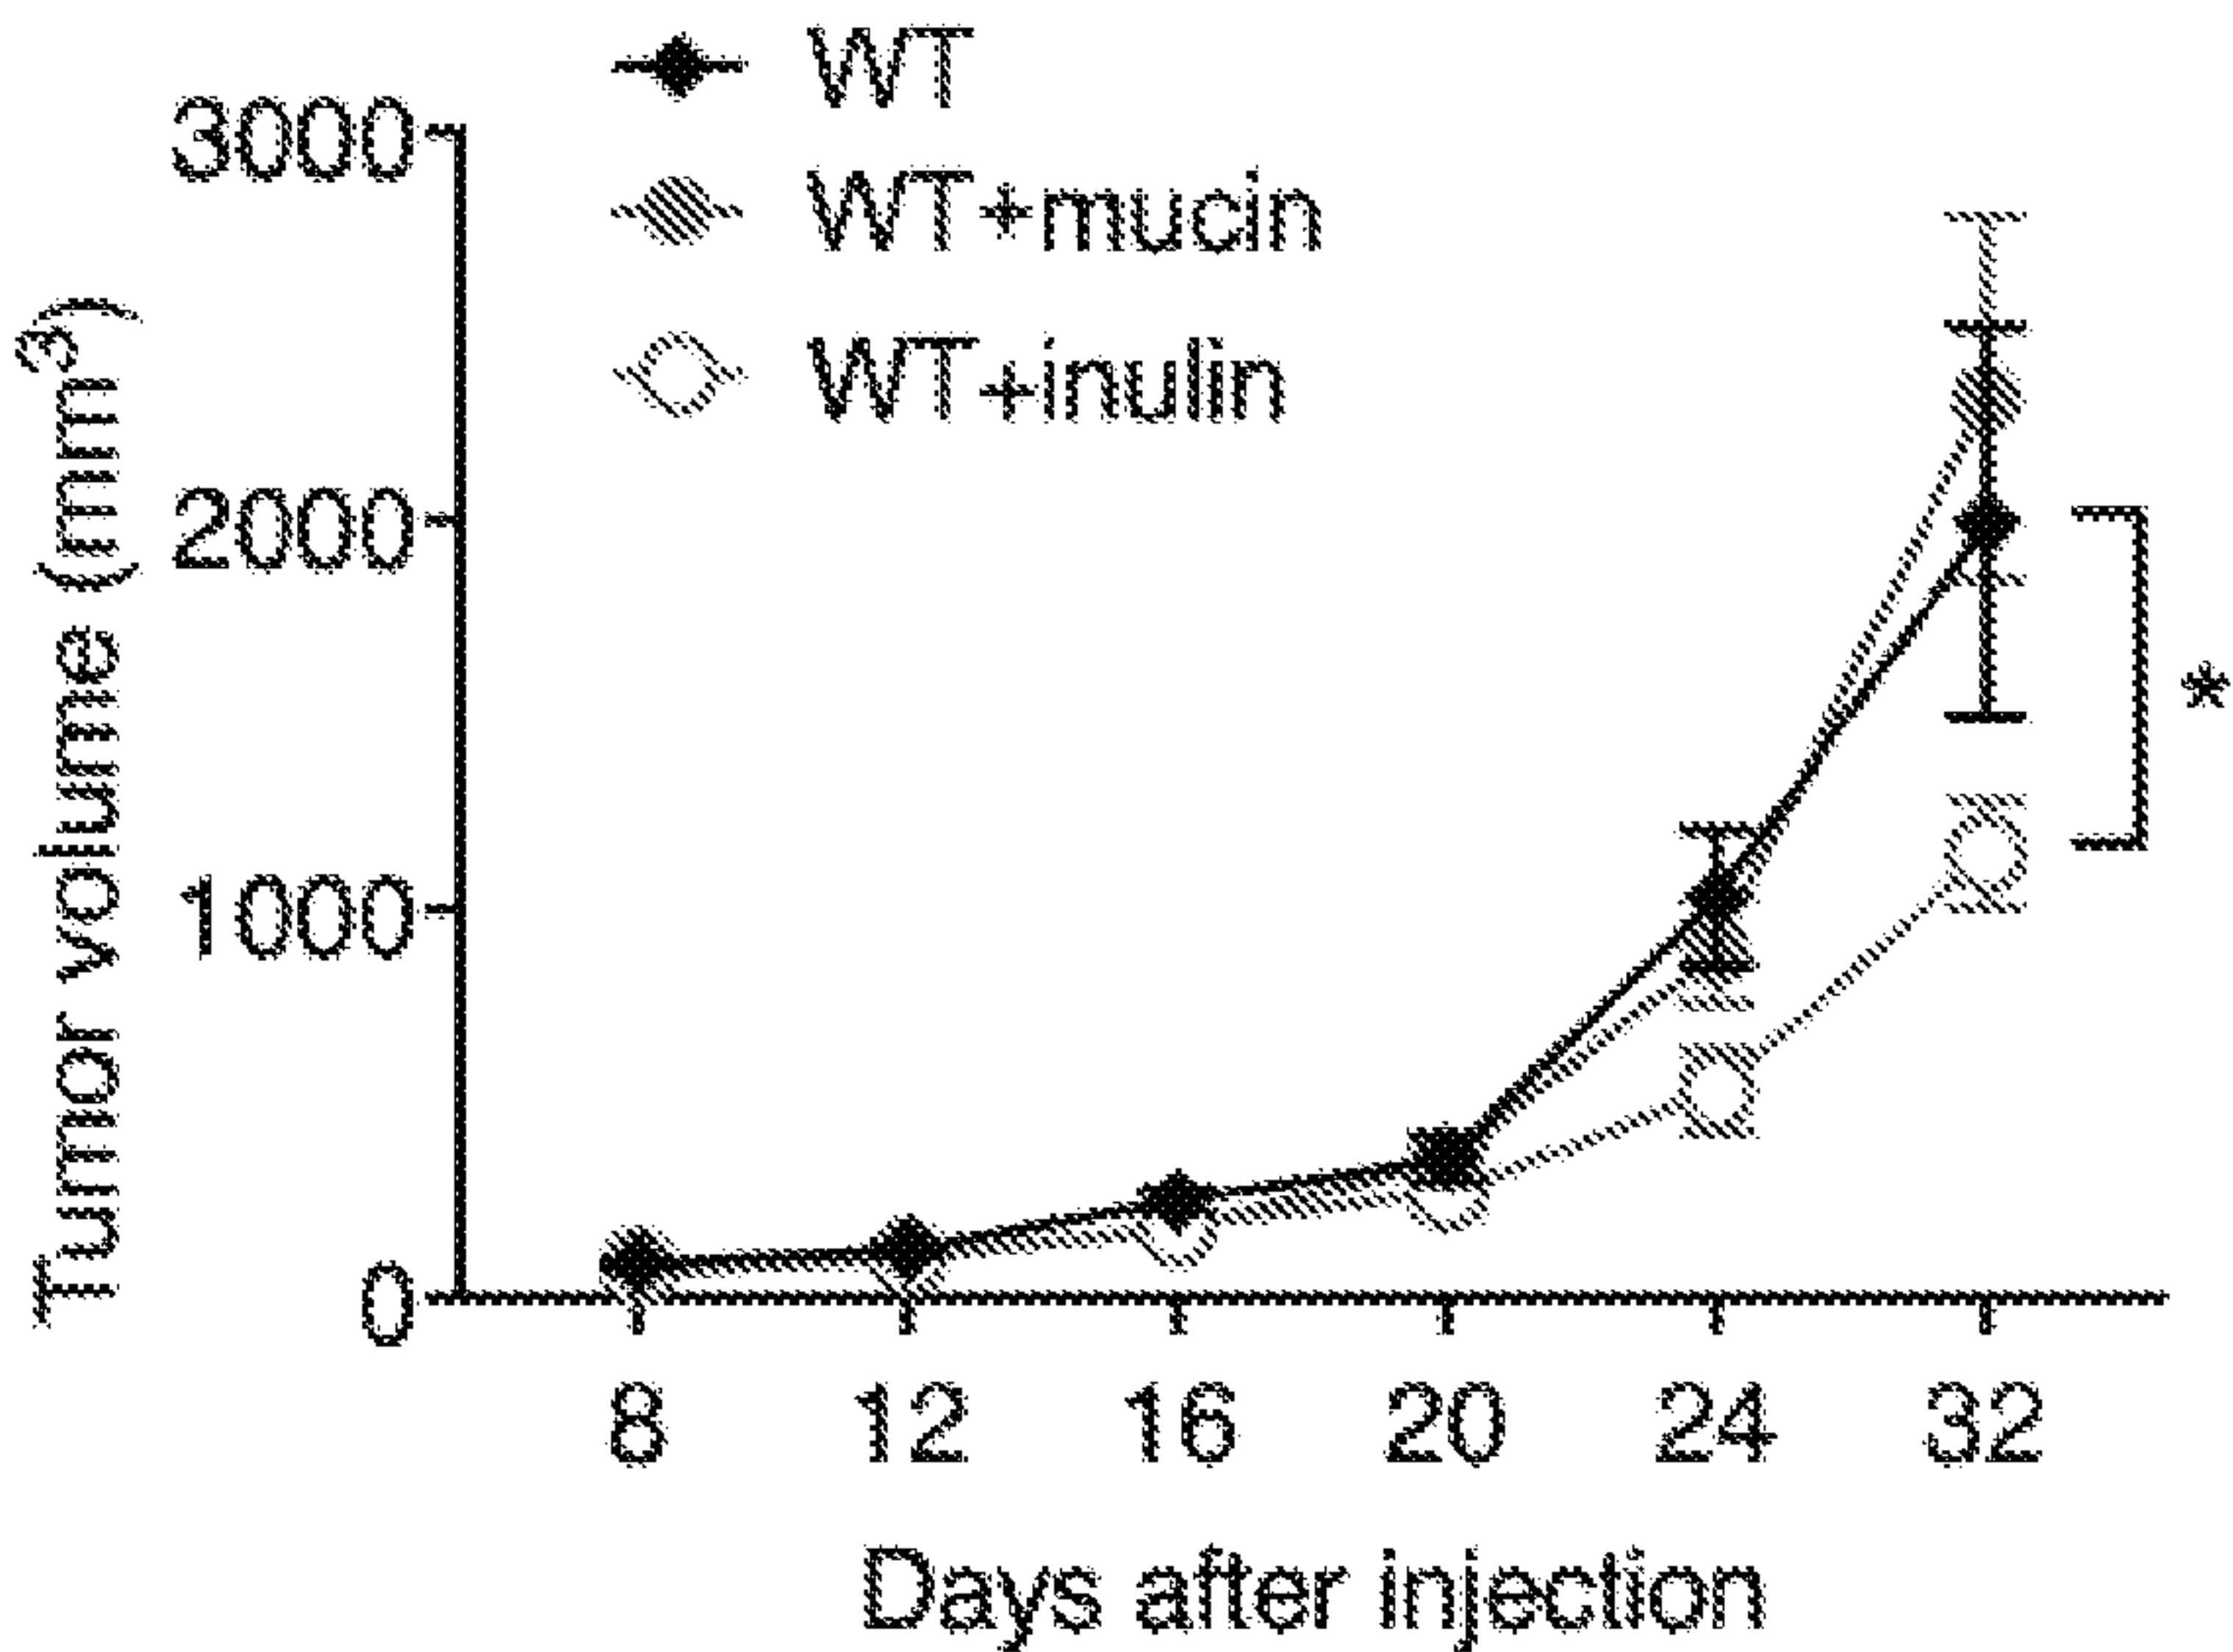 WT
WT+mucin
WT+inulin
Tumor volume (mm³)
3000
2000
1000
0
*
8 12 16 20 24 32
Days after injection